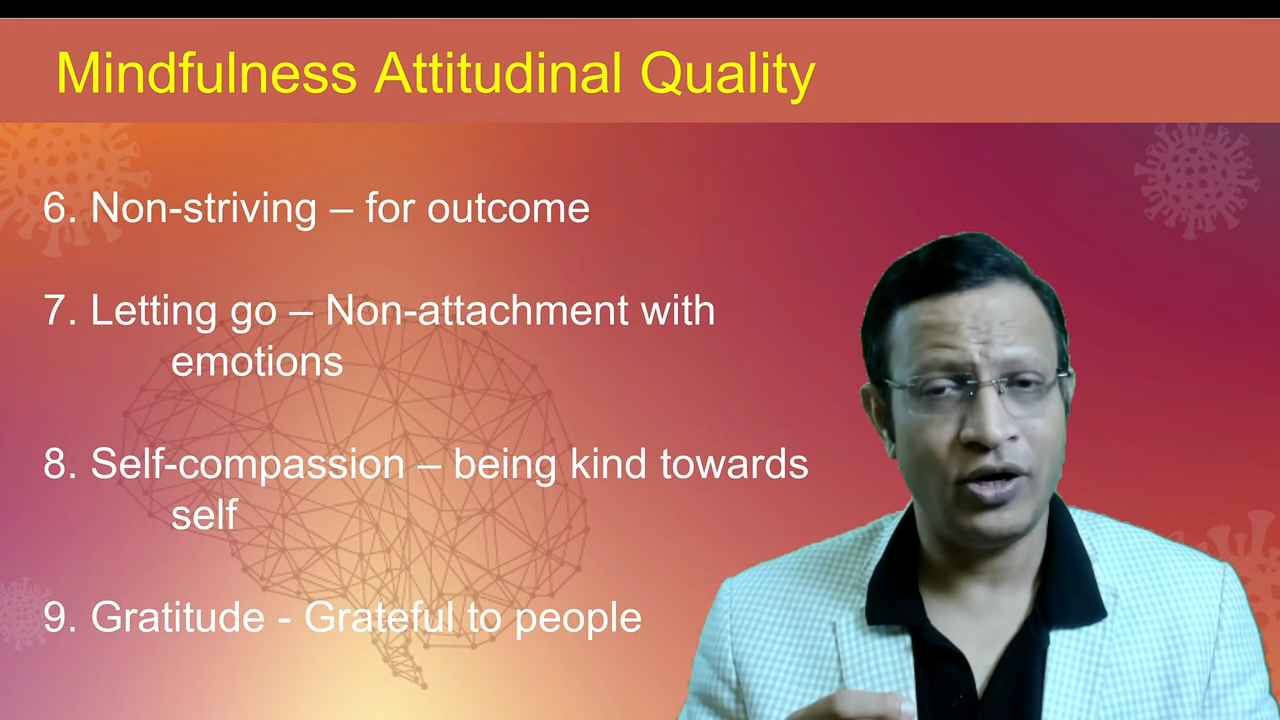 Mindfulness Attitudinal Quality
6. Non-striving – for outcome
7. Letting go – Non-attachment with
emotions
8. Self-compassion – being kind towards
self
9. Gratitude - Grateful to people